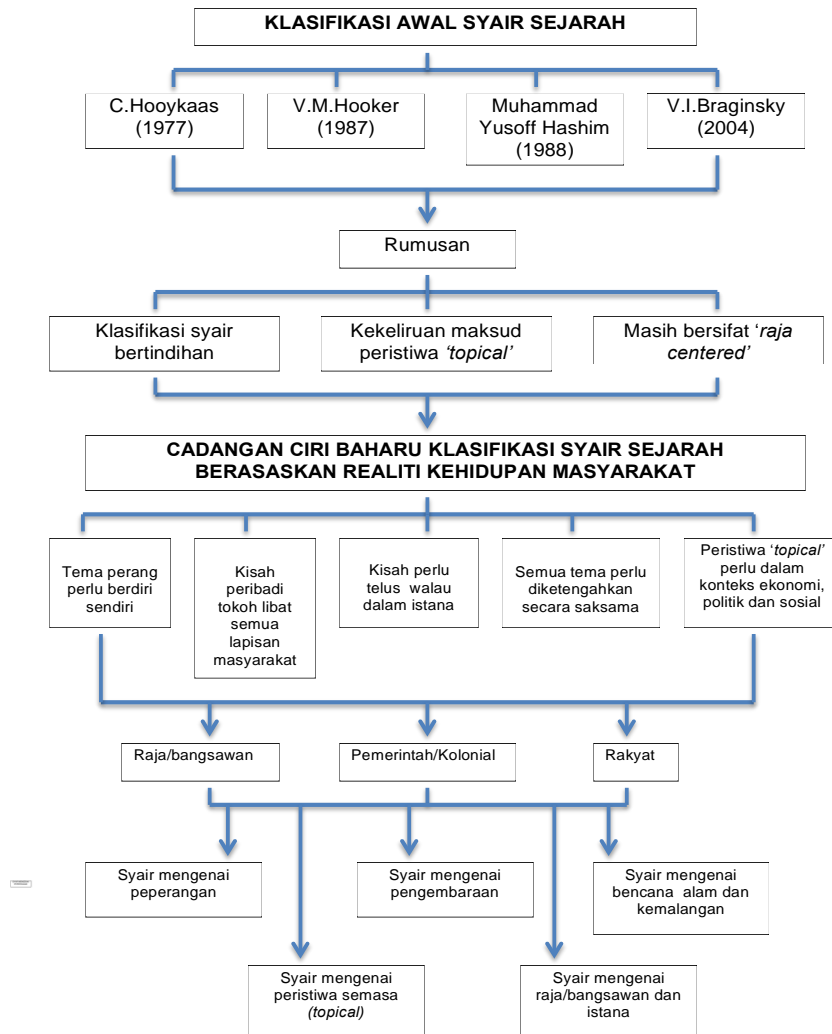 KLASIFIKASI AWAL SYAIR SEJARAH
C.Hooykaas
(1977)
V.M.Hooker
(1987)
Muhammad
Yusoff Hashim
(1988)
V.I.Braginsky
(2004)
Rumusan
Klasifikasi syair
bertindihan
Kekeliruan maksud
peristiwa ‘topical’
Masih bersifat ‘raja
centered’
CADANGAN CIRI BAHARU KLASIFIKASI SYAIR SEJARAH
BERASASKAN REALITI KEHIDUPAN MASYARAKAT
Tema perang
perlu berdiri
sendiri
Kisah
peribadi
tokoh libat
semua
lapisan
masyarakat
Kisah perlu
telus walau
dalam istana
Semua tema perlu
diketengahkan
secara saksama
Peristiwa ‘topical’
perlu dalam
konteks ekonomi,
politik dan sosial
Raja/bangsawan
Pemerintah/Kolonial
Rakyat
Syair mengenai
peperangan
Syair mengenai
pengembaraan
Syair mengenai
bencana alam dan
kemalangan
Syair mengenai
peristiwa semasa
(topical)
Syair mengenai
raja/bangsawan dan
istana